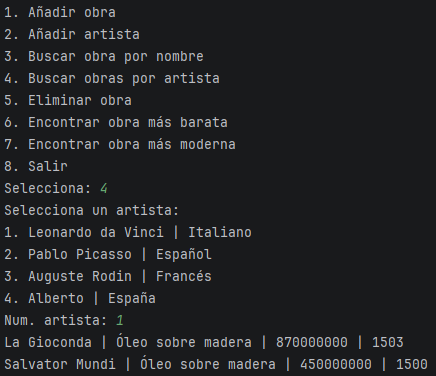 1. Añadir obra
2. Añadir artista
3. Buscar obra por nombre
4. Buscar obras por artista
5. Eliminar obra
6. Encontrar obra más barata
7. Encontrar obra más moderna
8. Salir
Selecciona: 4
Selecciona un artista:
1. Leonardo da Vinci | Italiano
2. Pablo Picasso | Español
3. Auguste Rodin | Francés
4. Alberto | España
Num. artista: 1
La Gioconda | Óleo sobre madera | 870000000 | 1503
Salvator Mundi | Óleo sobre madera | 450000000 | 1500